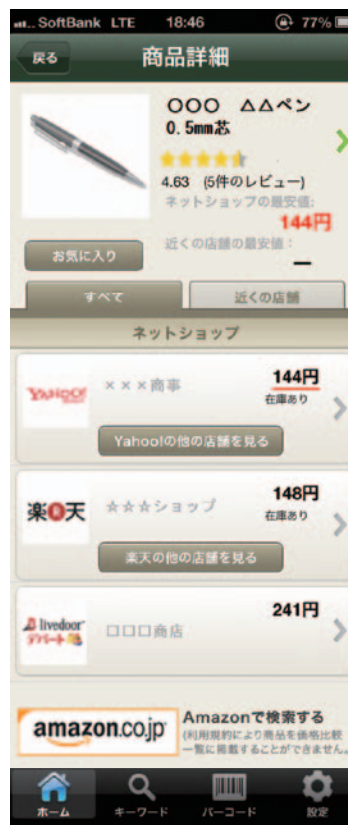 SoftBank LTE 18:46 77%
戻る 商品詳細
○○○ △△ペン
0.5mm芯
4.63 (5件のレビュー)
ネットショップの最安値:
144円
お気に入り
近くの店舗の最安値:
ー
すべて 近くの店舗
ネットショップ
YAHOO!
×××商事
144円
在庫あり
Yahoo!の他の店舗を見る
楽天
☆☆☆ショップ
148円
在庫あり
楽天の他の店舗を見る
livedoor
デパート
□□□商店
241円
amazon.co.jp
Amazonで検索する
(利用規約により商品を価格比較
一覧に掲載することができません。
ホーム キーワード バーコード 設定